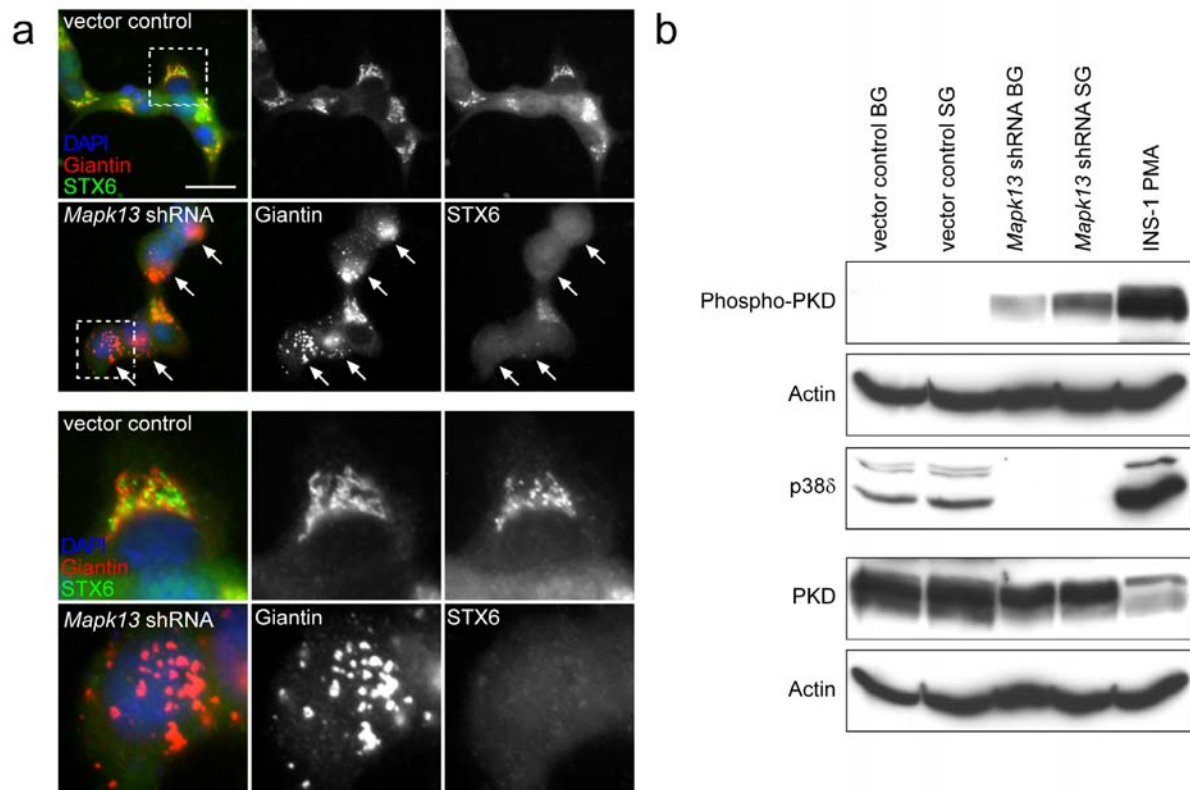 a
vector control
DAPI
Giantin
STX6
Mapk13 shRNA
Giantin
STX6
vector control
DAPI
Giantin
STX6
Mapk13 shRNA
Giantin
STX6
b
vector control BG
vector control SG
Mapk13 shRNA BG
Mapk13 shRNA SG
INS-1 PMA
Phospho-PKD
Actin
p38δ
PKD
Actin